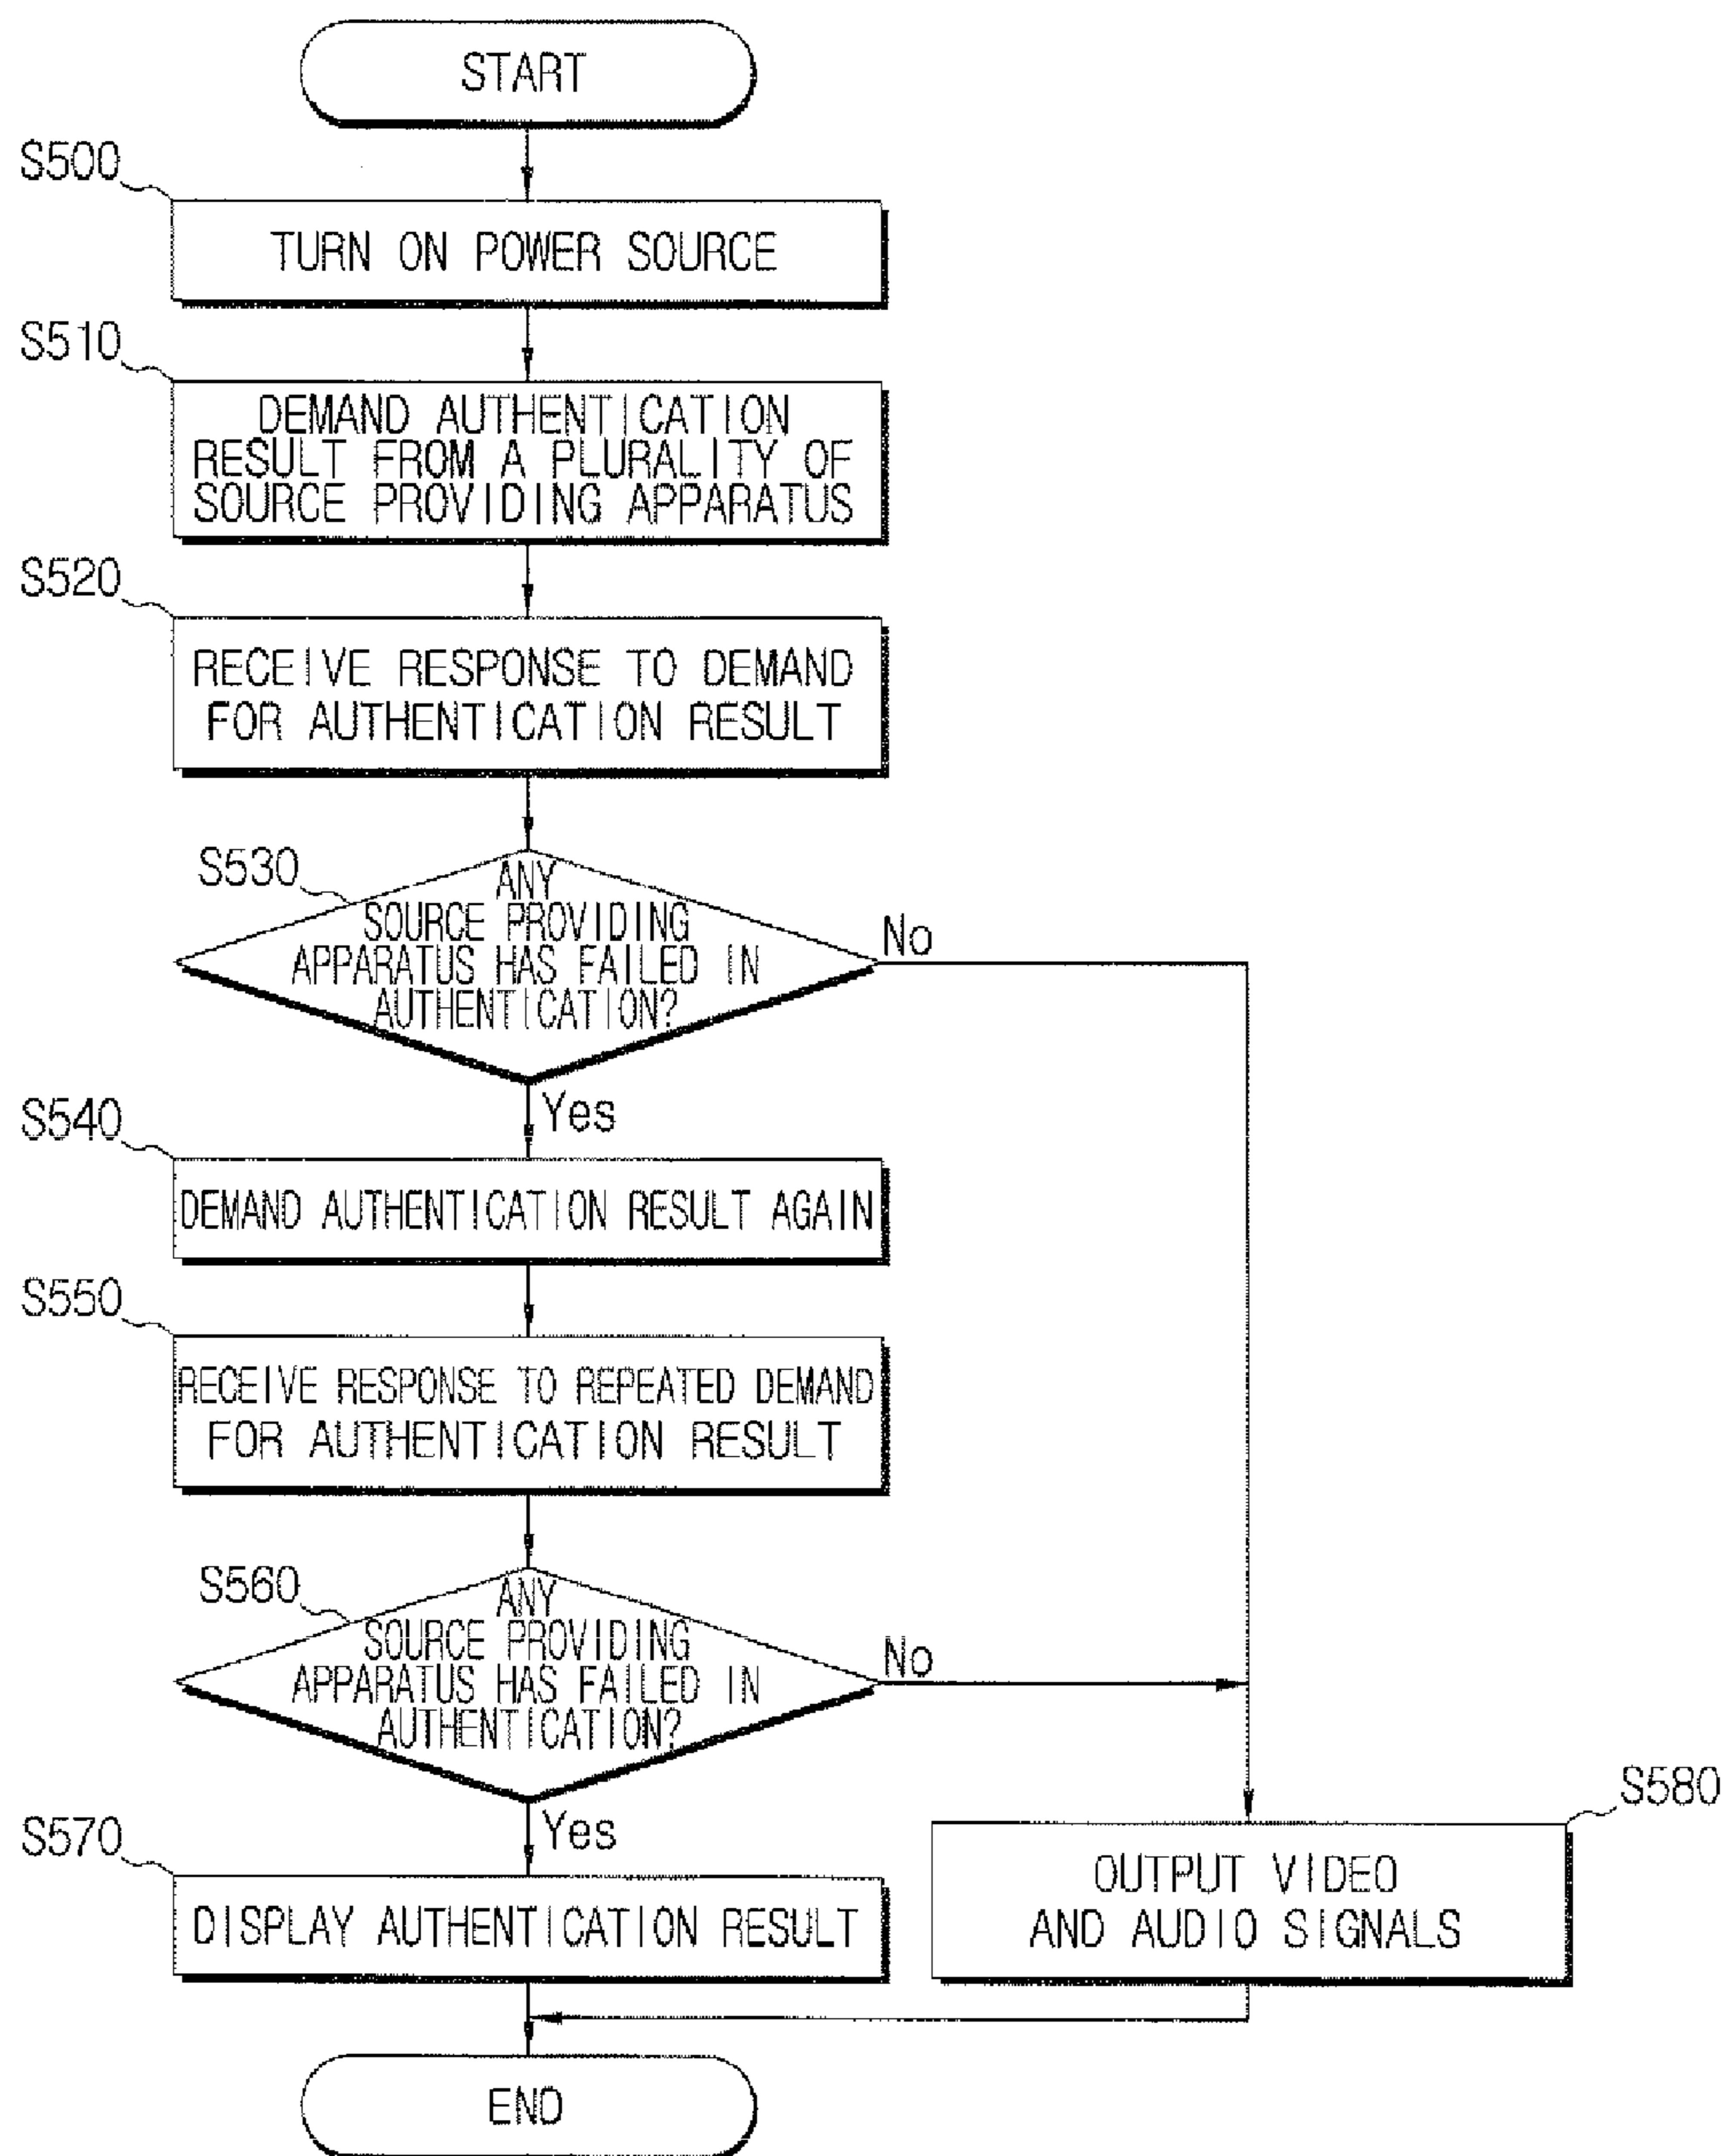 START
S500
TURN ON POWER SOURCE
S510
DEMAND AUTHENTICATION
RESULT FROM A PLURALITY OF
SOURCE PROVIDING APPARATUS
S520
RECEIVE RESPONSE TO DEMAND
FOR AUTHENTICATION RESULT
S530
ANY
SOURCE PROVIDING
APPARATUS HAS FAILED IN
AUTHENTICATION?
No
Yes
S540
DEMAND AUTHENTICATION RESULT AGAIN
S550
RECEIVE RESPONSE TO REPEATED DEMAND
FOR AUTHENTICATION RESULT
S560
ANY
SOURCE PROVIDING
APPARATUS HAS FAILED IN
AUTHENTICATION?
No
Yes
S570
DISPLAY AUTHENTICATION RESULT
S580
OUTPUT VIDEO
AND AUDIO SIGNALS
END